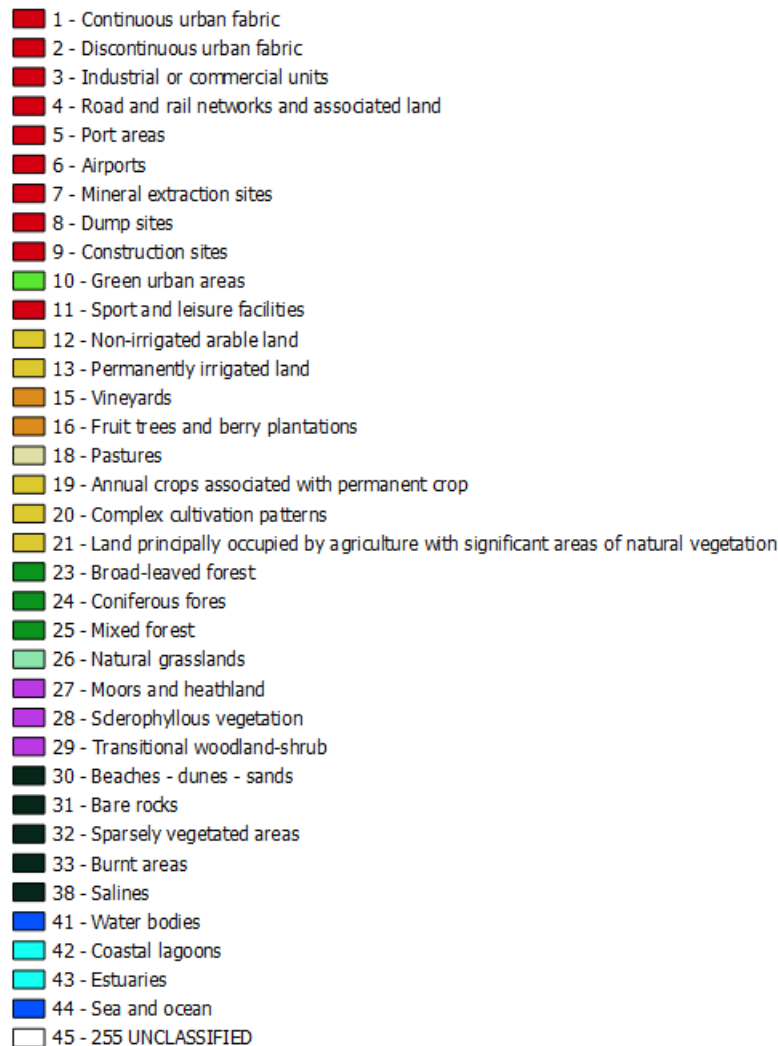 1 - Continuous urban fabric
2 - Discontinuous urban fabric
3 - Industrial or commercial units
4 - Road and rail networks and associated land
5 - Port areas
6 - Airports
7 - Mineral extraction sites
8 - Dump sites
9 - Construction sites
10 - Green urban areas
11 - Sport and leisure facilities
12 - Non-irrigated arable land
13 - Permanently irrigated land
15 - Vineyards
16 - Fruit trees and berry plantations
18 - Pastures
19 - Annual crops associated with permanent crop
20 - Complex cultivation patterns
21 - Land principally occupied by agriculture with significant areas of natural vegetation
23 - Broad-leaved forest
24 - Coniferous fores
25 - Mixed forest
26 - Natural grasslands
27 - Moors and heathland
28 - Sclerophyllous vegetation
29 - Transitional woodland-shrub
30 - Beaches - dunes - sands
31 - Bare rocks
32 - Sparsely vegetated areas
33 - Burnt areas
38 - Salines
41 - Water bodies
42 - Coastal lagoons
43 - Estuaries
44 - Sea and ocean
45 - 255 UNCLASSIFIED